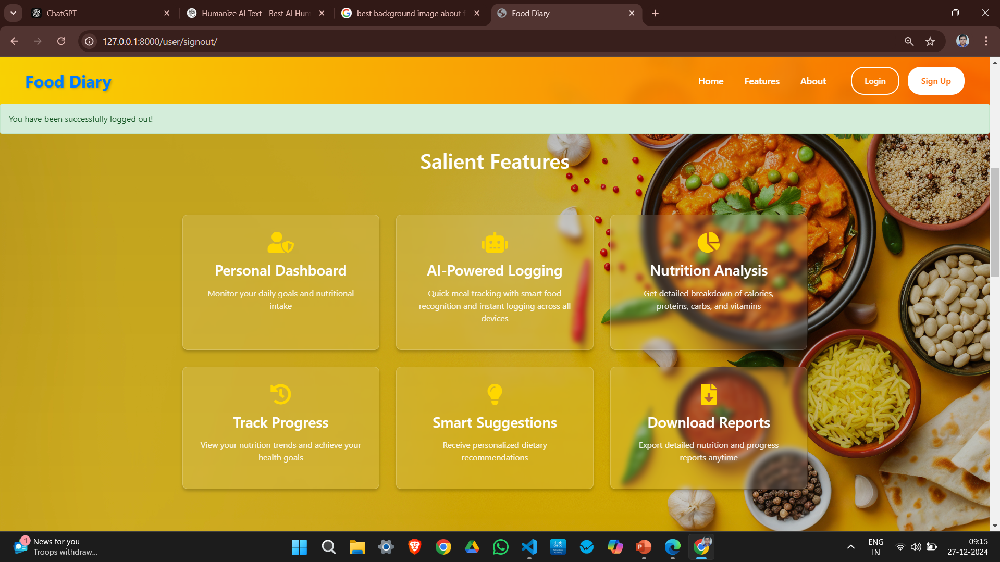 ChatGPT
Humanize AI Text - Best AI Hum
best background image about f
Food Diary
127.0.0.1:8000/user/signout/
Food Diary
Home
Features
About
Login
Sign Up
You have been successfully logged out!
Salient Features
Personal Dashboard
Monitor your daily goals and nutritional
intake
AI-Powered Logging
Quick meal tracking with smart food
recognition and instant logging across all
devices
Nutrition Analysis
Get detailed breakdown of calories,
proteins, carbs, and vitamins
Track Progress
View your nutrition trends and achieve your
health goals
Smart Suggestions
Receive personalized dietary
recommendations
Download Reports
Export detailed nutrition and progress
reports anytime
1
News for you
Troops withdraw...
CISCO
ENG
IN
09:15
27-12-2024